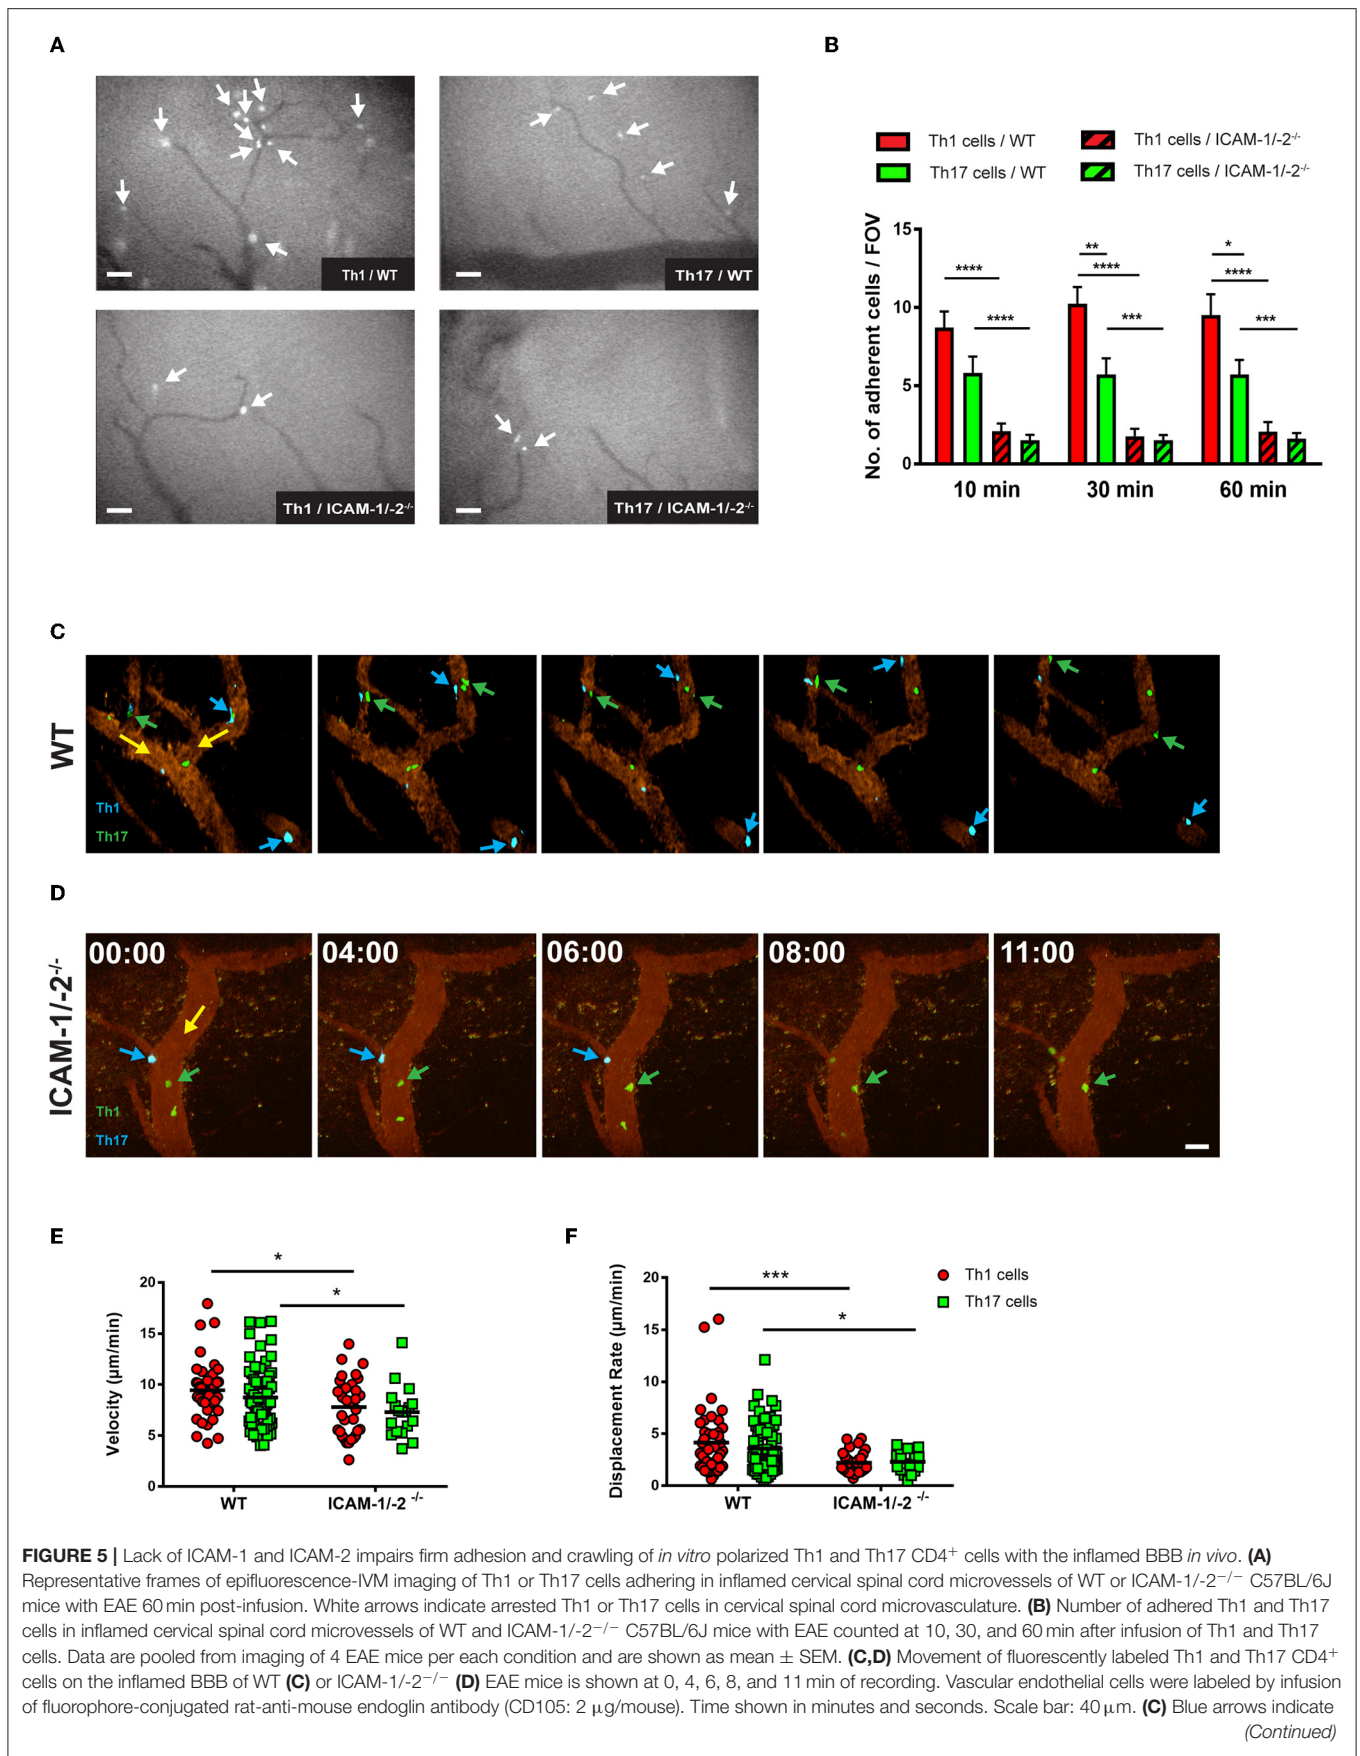 A
Th1 / WT
Th17 / WT
Th1 / ICAM-1/-2-/-
Th17 / ICAM-1/-2-/-
B
Th1 cells / WT
Th1 cells / ICAM-1/-2-/-
Th17 cells / WT
Th17 cells / ICAM-1/-2-/-
No. of adherent cells / FOV
15
10
5
0
****
****
**
****
***
*
****
***
10 min
30 min
60 min
C
WT
Th1
Th17
D
ICAM-1/-2-/-
00:00
04:00
06:00
08:00
11:00
Th1
Th17
E
Velocity (µm/min)
20
15
10
5
0
*
*
WT
ICAM-1/-2 -/-
F
Displacement Rate (µm/min)
20
15
10
5
0
***
*
WT
ICAM-1/-2 -/-
Th1 cells
Th17 cells
FIGURE 5 | Lack of ICAM-1 and ICAM-2 impairs firm adhesion and crawling of in vitro polarized Th1 and Th17 CD4+ cells with the inflamed BBB in vivo. (A)
Representative frames of epifluorescence-IVM imaging of Th1 or Th17 cells adhering in inflamed cervical spinal cord microvessels of WT or ICAM-1/-2−/− C57BL/6J
mice with EAE 60 min post-infusion. White arrows indicate arrested Th1 or Th17 cells in cervical spinal cord microvasculature. (B) Number of adhered Th1 and Th17
cells in inflamed cervical spinal cord microvessels of WT and ICAM-1/-2−/− C57BL/6J mice with EAE counted at 10, 30, and 60 min after infusion of Th1 and Th17
cells. Data are pooled from imaging of 4 EAE mice per each condition and are shown as mean ± SEM. (C,D) Movement of fluorescently labeled Th1 and Th17 CD4+
cells on the inflamed BBB of WT (C) or ICAM-1/-2−/− (D) EAE mice is shown at 0, 4, 6, 8, and 11 min of recording. Vascular endothelial cells were labeled by infusion
of fluorophore-conjugated rat-anti-mouse endoglin antibody (CD105: 2 µg/mouse). Time shown in minutes and seconds. Scale bar: 40 µm. (C) Blue arrows indicate
(Continued)